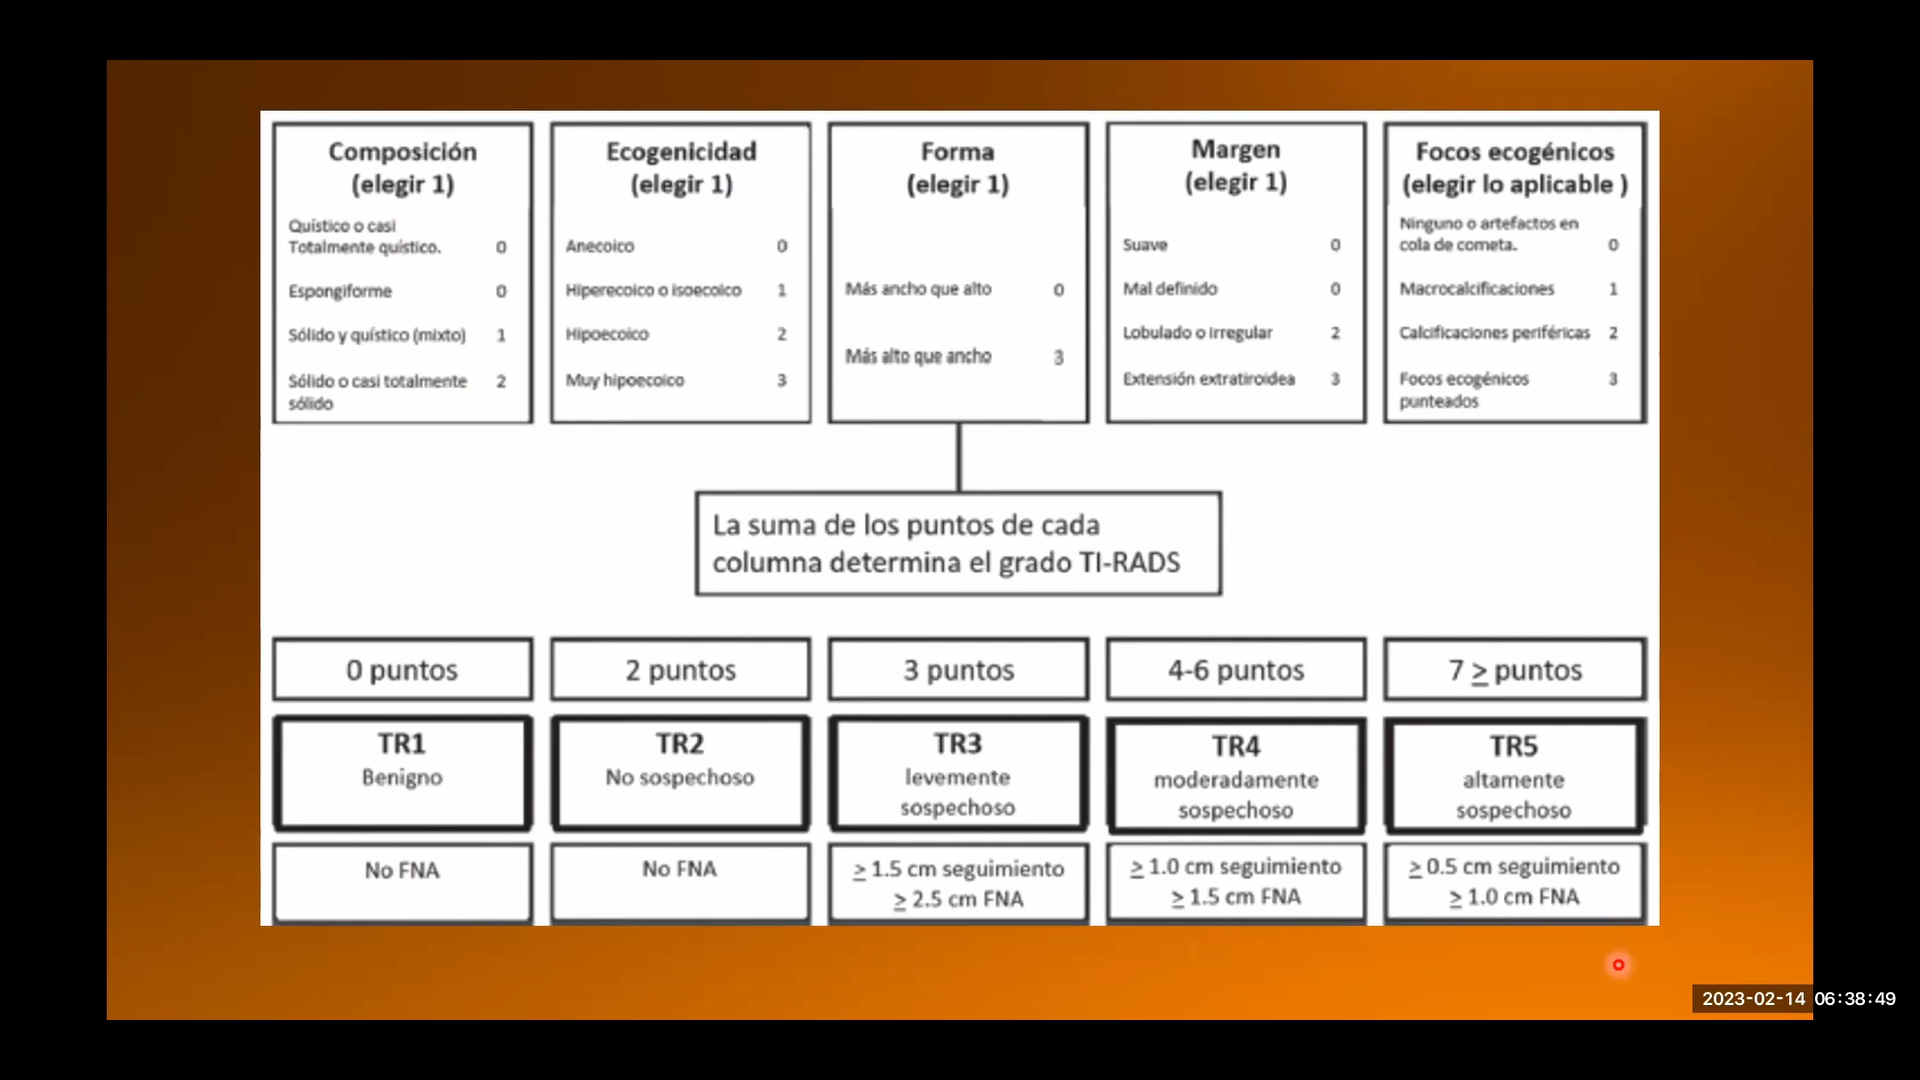 Composición
(elegir 1)
Quístico o casi
Totalmente quístico. 0
Espongiforme 0
Sólido y quístico (mixto) 1
Sólido o casi totalmente 2
sólido
Ecogenicidad
(elegir 1)
Anecoico 0
Hiperecoico o isoecoico 1
Hipoecoico 2
Muy hipoecoico 3
Forma
(elegir 1)
Más ancho que alto 0
Más alto que ancho 3
Margen
(elegir 1)
Suave 0
Mal definido 0
Lobulado o irregular 2
Extensión extratiroidea 3
Focos ecogénicos
(elegir lo aplicable )
Ninguno o artefactos en
cola de cometa. 0
Macrocalcificaciones 1
Calcificaciones periféricas 2
Focos ecogénicos 3
punteados
La suma de los puntos de cada
columna determina el grado TI-RADS
0 puntos
2 puntos
3 puntos
4-6 puntos
7 ≥ puntos
TR1
Benigno
TR2
No sospechoso
TR3
levemente
sospechoso
TR4
moderadamente
sospechoso
TR5
altamente
sospechoso
No FNA
No FNA
≥ 1.5 cm seguimiento
≥ 2.5 cm FNA
≥ 1.0 cm seguimiento
≥ 1.5 cm FNA
≥ 0.5 cm seguimiento
≥ 1.0 cm FNA
2023-02-14 06:38:49